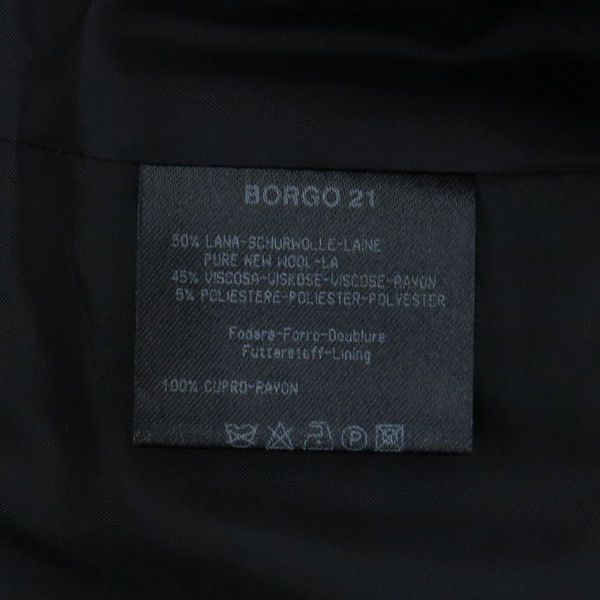 BORGO 21
50% LANA-SCHURWOLLE-LAINE
PURE NEW WOOL-LA
45% VISCOSA-VISKOSE-VISCOSE-RAYON
5% POLIESTERE-POLIESTER-POLYESTER
Fodera-Forro-Doublure
Futterstoff-Lining
100% CUPRO-RAYON
P